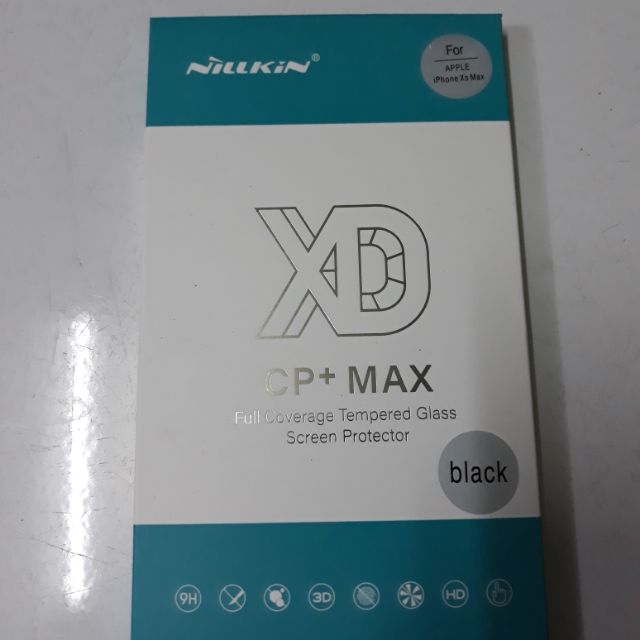 NILLKIN®
For
APPLE
iPhone Xs Max
XD
CP+ MAX
Full Coverage Tempered Glass
Screen Protector
black
9H
3D
HD